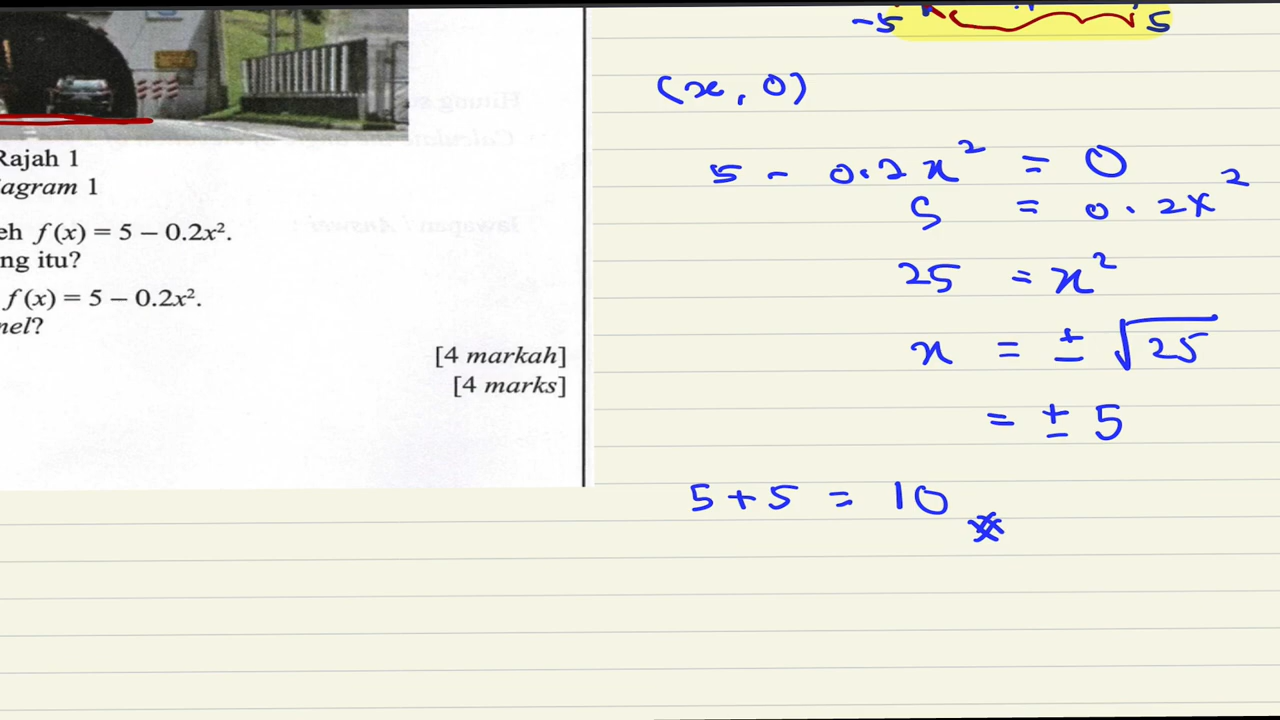 Rajah 1
agram 1
eh f(x) = 5 – 0.2x².
ng itu?
f(x) = 5 – 0.2x².
nel?
[4 markah]
[4 marks]
-5 5
(x, 0)
5 - 0.2x² = 0
5 = 0.2x²
25 = x²
x = ± √25
= ± 5
5 + 5 = 10